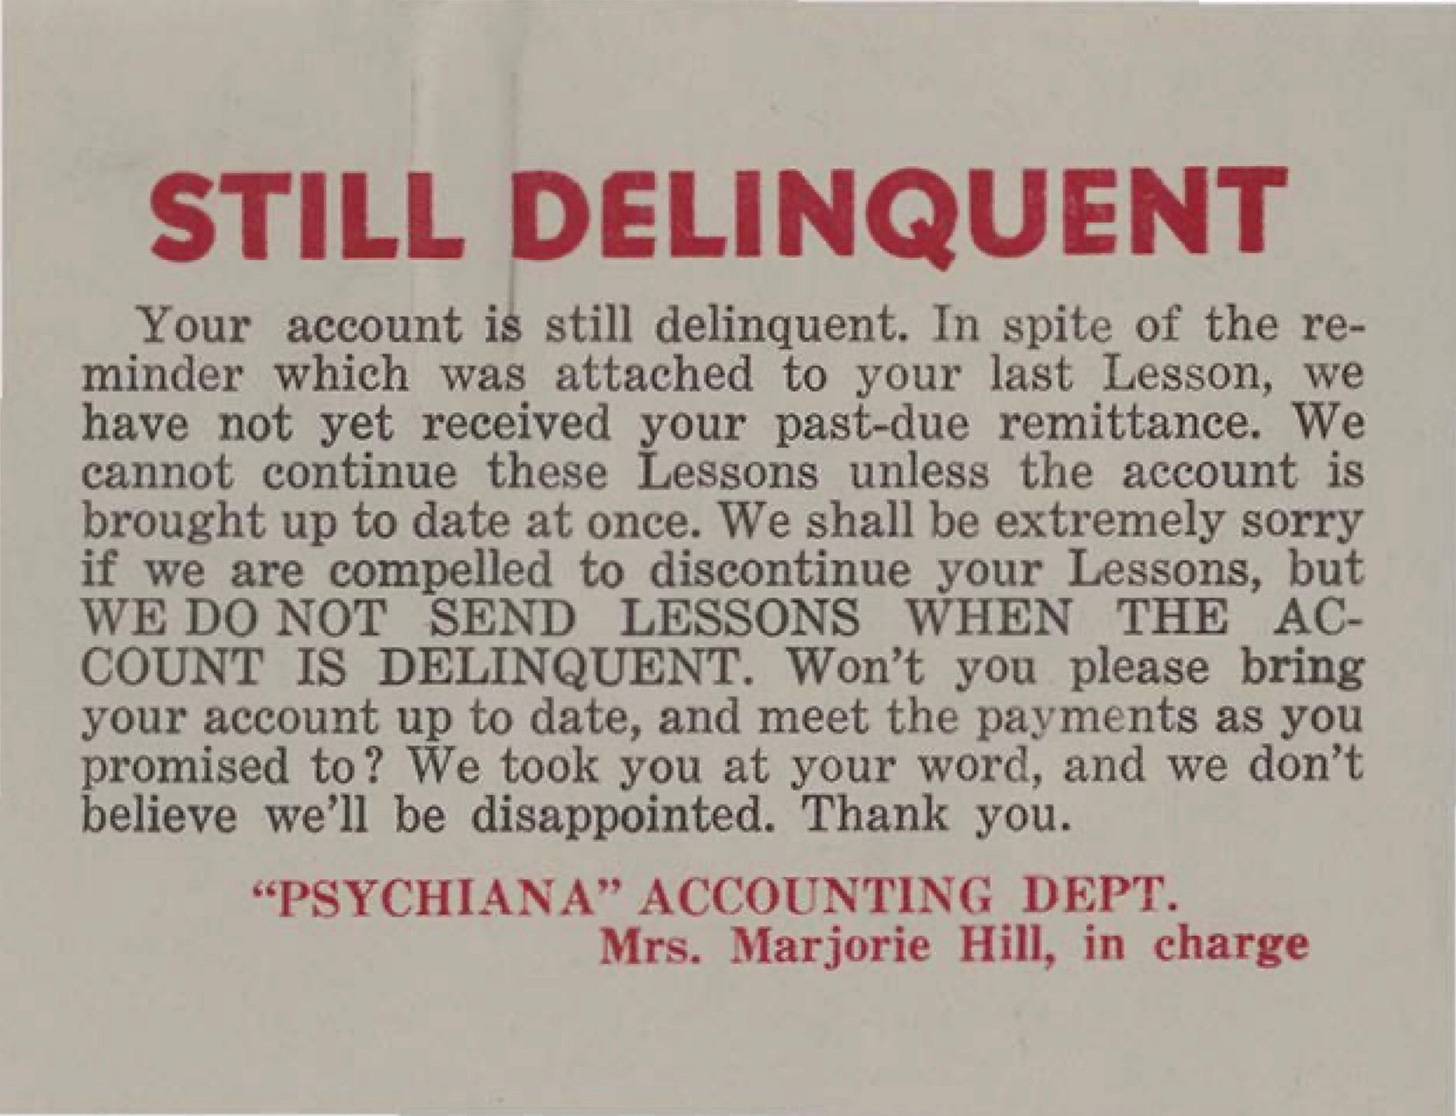 STILL DELINQUENT
Your account is still delinquent. In spite of the re-
minder which was attached to your last Lesson, we
have not yet received your past-due remittance. We
cannot continue these Lessons unless the account is
brought up to date at once. We shall be extremely sorry
if we are compelled to discontinue your Lessons, but
WE DO NOT SEND LESSONS WHEN THE AC-
COUNT IS DELINQUENT. Won't you please bring
your account up to date, and meet the payments as you
promised to? We took you at your word, and we don't
believe we'll be disappointed. Thank you.
“PSYCHIANA” ACCOUNTING DEPT.
Mrs. Marjorie Hill, in charge